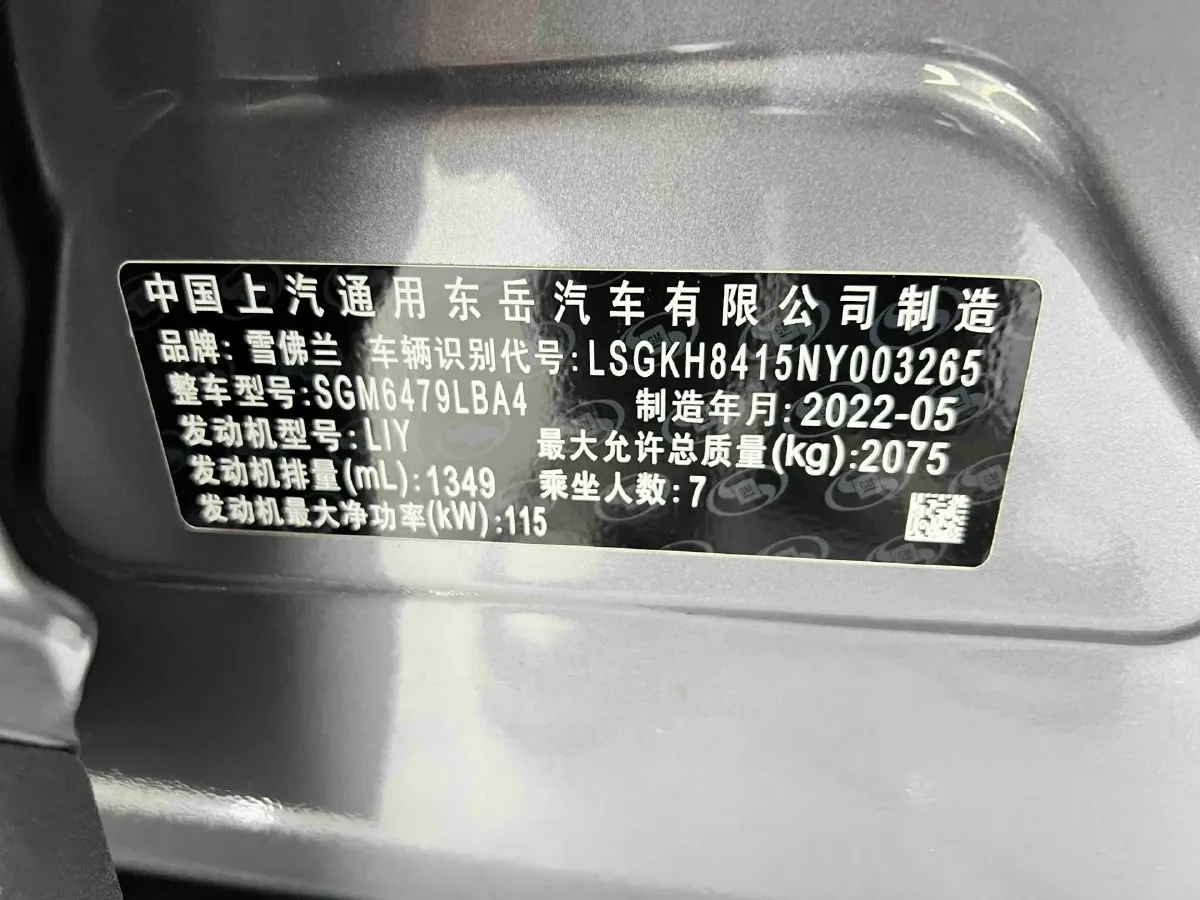 中国上汽通用东岳汽车有限公司制造
品牌: 雪佛兰 车辆识别代号:LSGKH8415NY003265
整车型号:SGM6479LBA4 制造年月:2022-05
发动机型号:LIY 最大允许总质量(kg):2075
发动机排量(mL):1349 乘坐人数:7
发动机最大净功率(kW):115